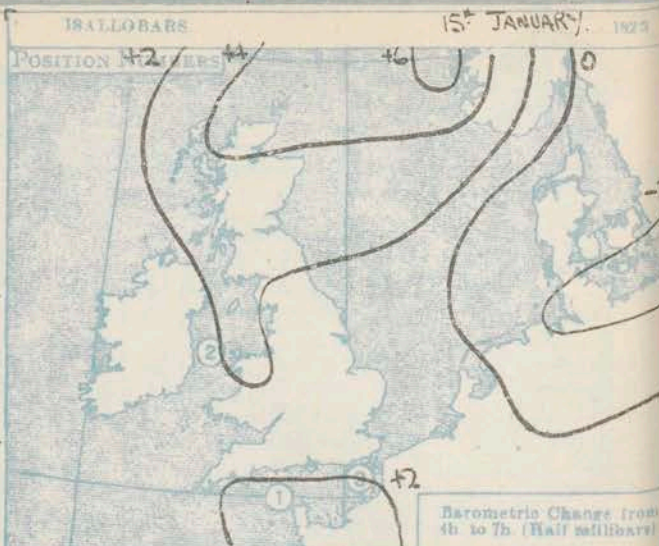 ISALLOBARS
15th JANUARY.
POSITION NUMBERS
+2
+4
+6
0
2
+2
1
3
Barometric Change from
4h to 7h (Half millibars)